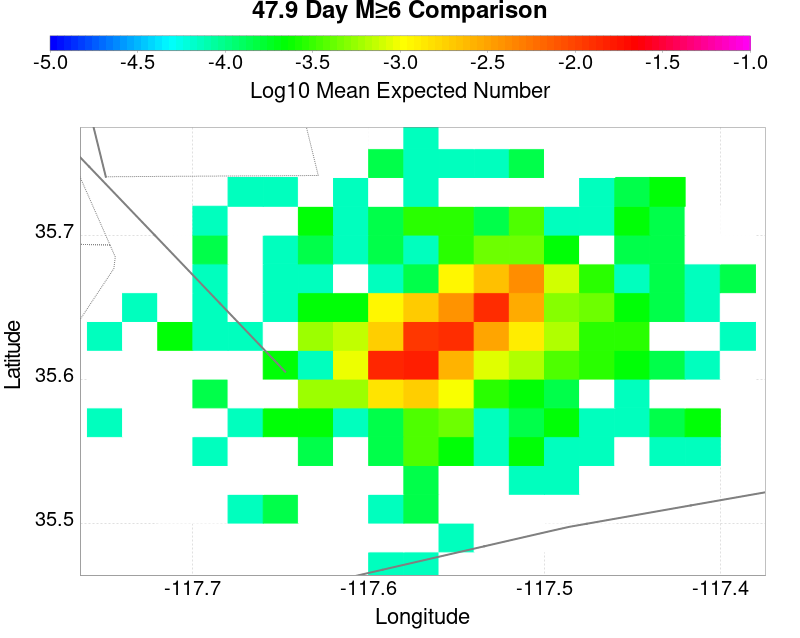 47.9 Day M≥6 Comparison
-5.0 -4.5 -4.0 -3.5 -3.0 -2.5 -2.0 -1.5 -1.0
Log10 Mean Expected Number
35.7
35.6
35.5
Latitude
-117.7 -117.6 -117.5 -117.4
Longitude